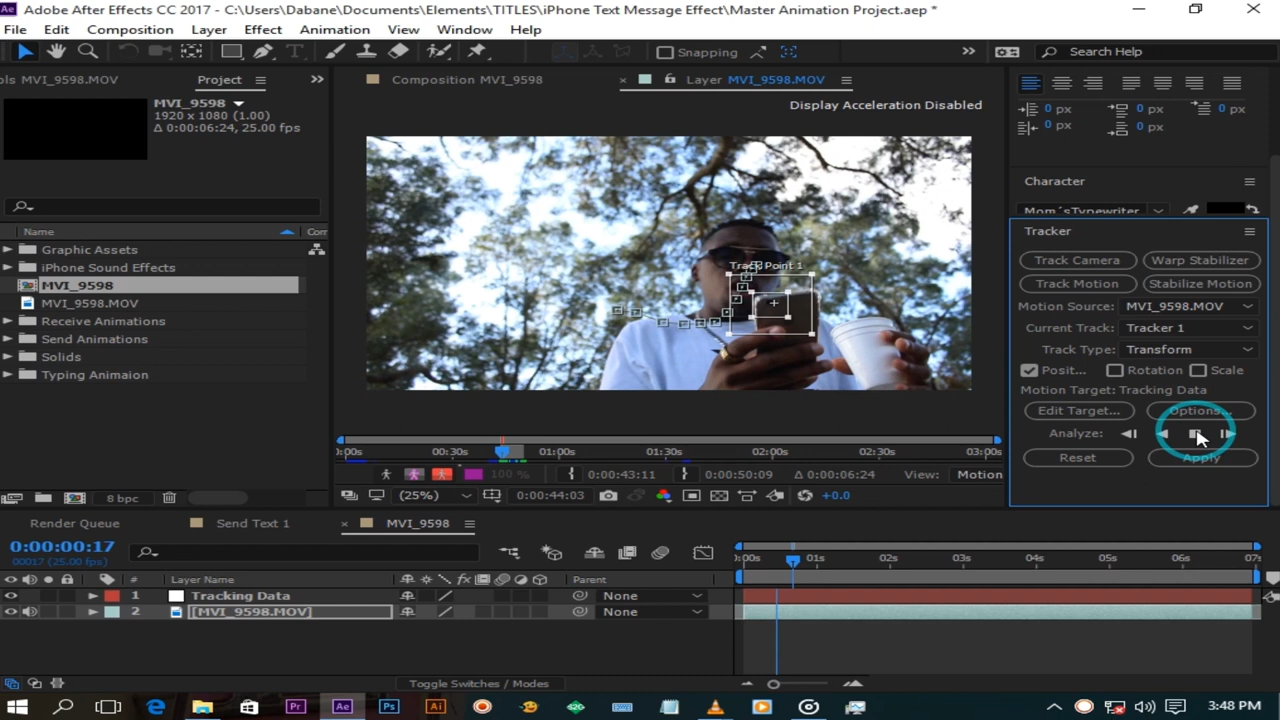 Adobe After Effects CC 2017 - C:\Users\Dabane\Documents\Elements\TITLES\iPhone Text Message Effect\Master Animation Project.aep *
File Edit Composition Layer Effect Animation View Window Help
Snapping
Search Help
ols MVI_9598.MOV
Project
Composition MVI_9598
Layer MVI_9598.MOV
MVI_9598
1920 x 1080 (1.00)
Δ 0:00:06:24, 25.00 fps
Display Acceleration Disabled
0 px
0 px
0 px
0 px
0 px
Character
Mom´sTypewriter
Name
Com
Graphic Assets
iPhone Sound Effects
MVI_9598
MVI_9598.MOV
Receive Animations
Send Animations
Solids
Typing Animaion
8 bpc
Track Point 1
Tracker
Track Camera
Warp Stabilizer
Track Motion
Stabilize Motion
Motion Source: MVI_9598.MOV
Current Track: Tracker 1
Track Type: Transform
Posit... Rotation Scale
Motion Target: Tracking Data
Edit Target... Options...
Analyze:
Reset Apply
:00s 00:30s 01:00s 01:30s 02:00s 02:30s 03:00s
100 % 0:00:43:11 0:00:50:09 Δ 0:00:06:24 View: Motion
(25%) 0:00:44:03 +0.0
Render Queue Send Text 1 MVI_9598
0:00:00:17
00017 (25.00 fps)
:00s 01s 02s 03s 04s 05s 06s 07s
# Layer Name Parent
1 Tracking Data None
2 [MVI_9598.MOV] None
Toggle Switches / Modes
3:48 PM